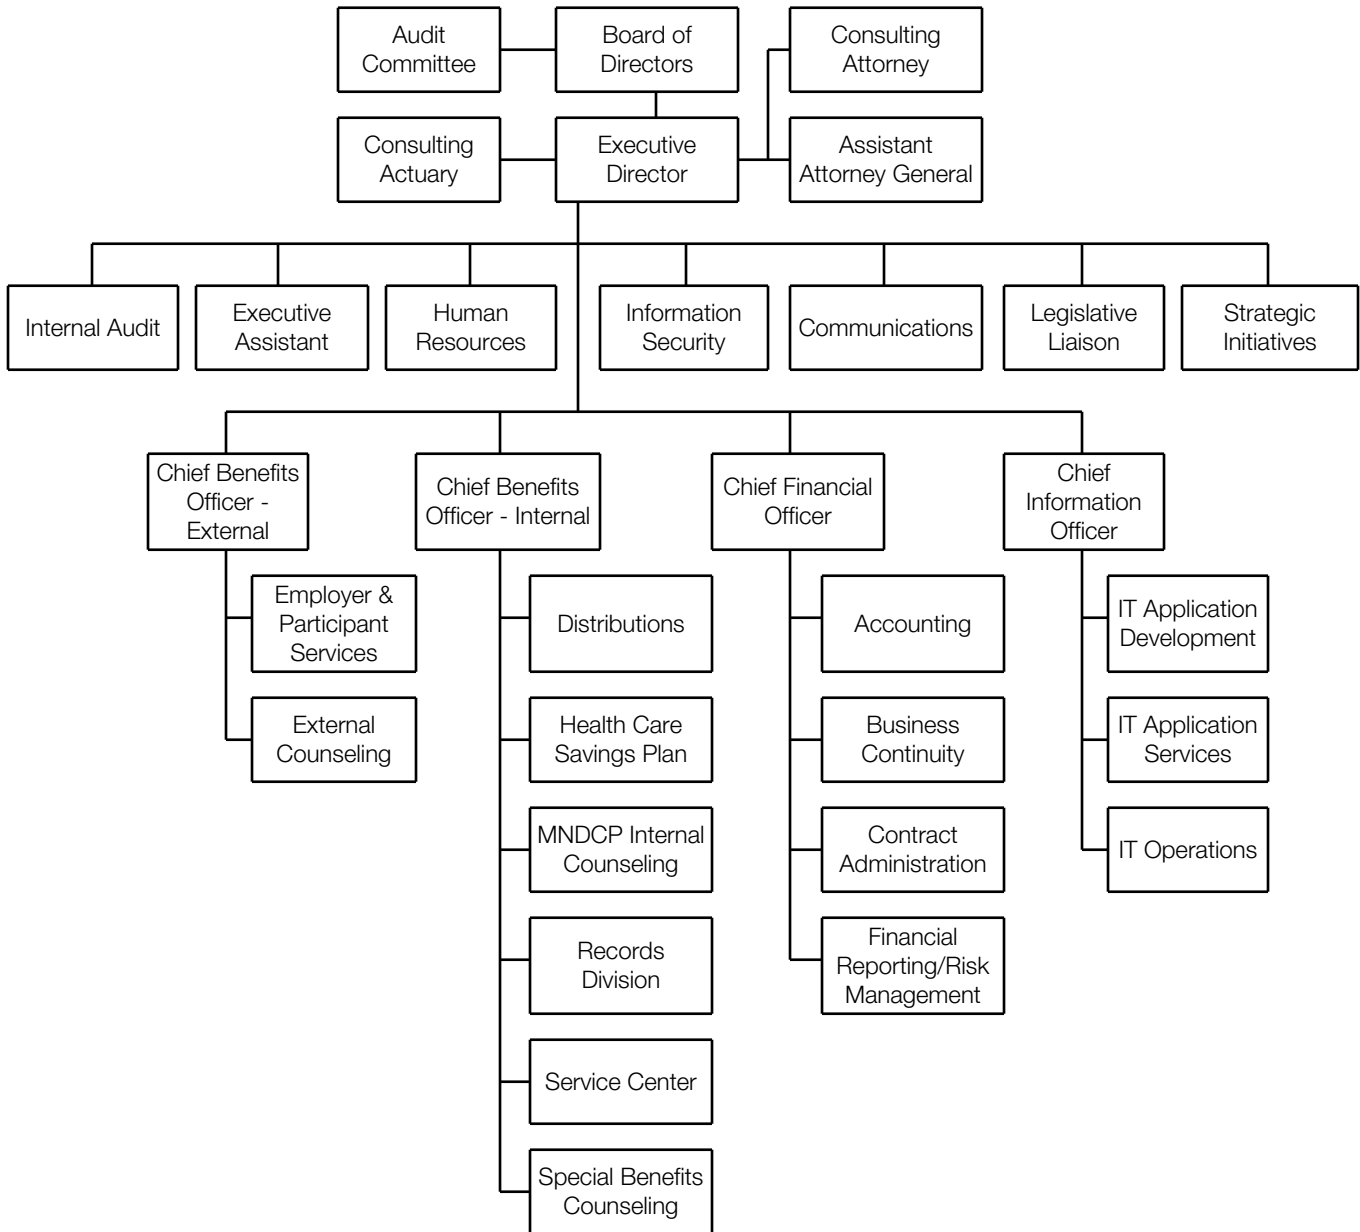 Audit
Committee
Board of
Directors
Consulting
Attorney
Consulting
Actuary
Executive
Director
Assistant
Attorney General
Internal Audit
Executive
Assistant
Human
Resources
Information
Security
Communications
Legislative
Liaison
Strategic
Initiatives
Chief Benefits
Officer -
External
Chief Benefits
Officer - Internal
Chief Financial
Officer
Chief
Information
Officer
Employer &
Participant
Services
External
Counseling
Distributions
Health Care
Savings Plan
MNDCP Internal
Counseling
Records
Division
Service Center
Special Benefits
Counseling
Accounting
Business
Continuity
Contract
Administration
Financial
Reporting/Risk
Management
IT Application
Development
IT Application
Services
IT Operations